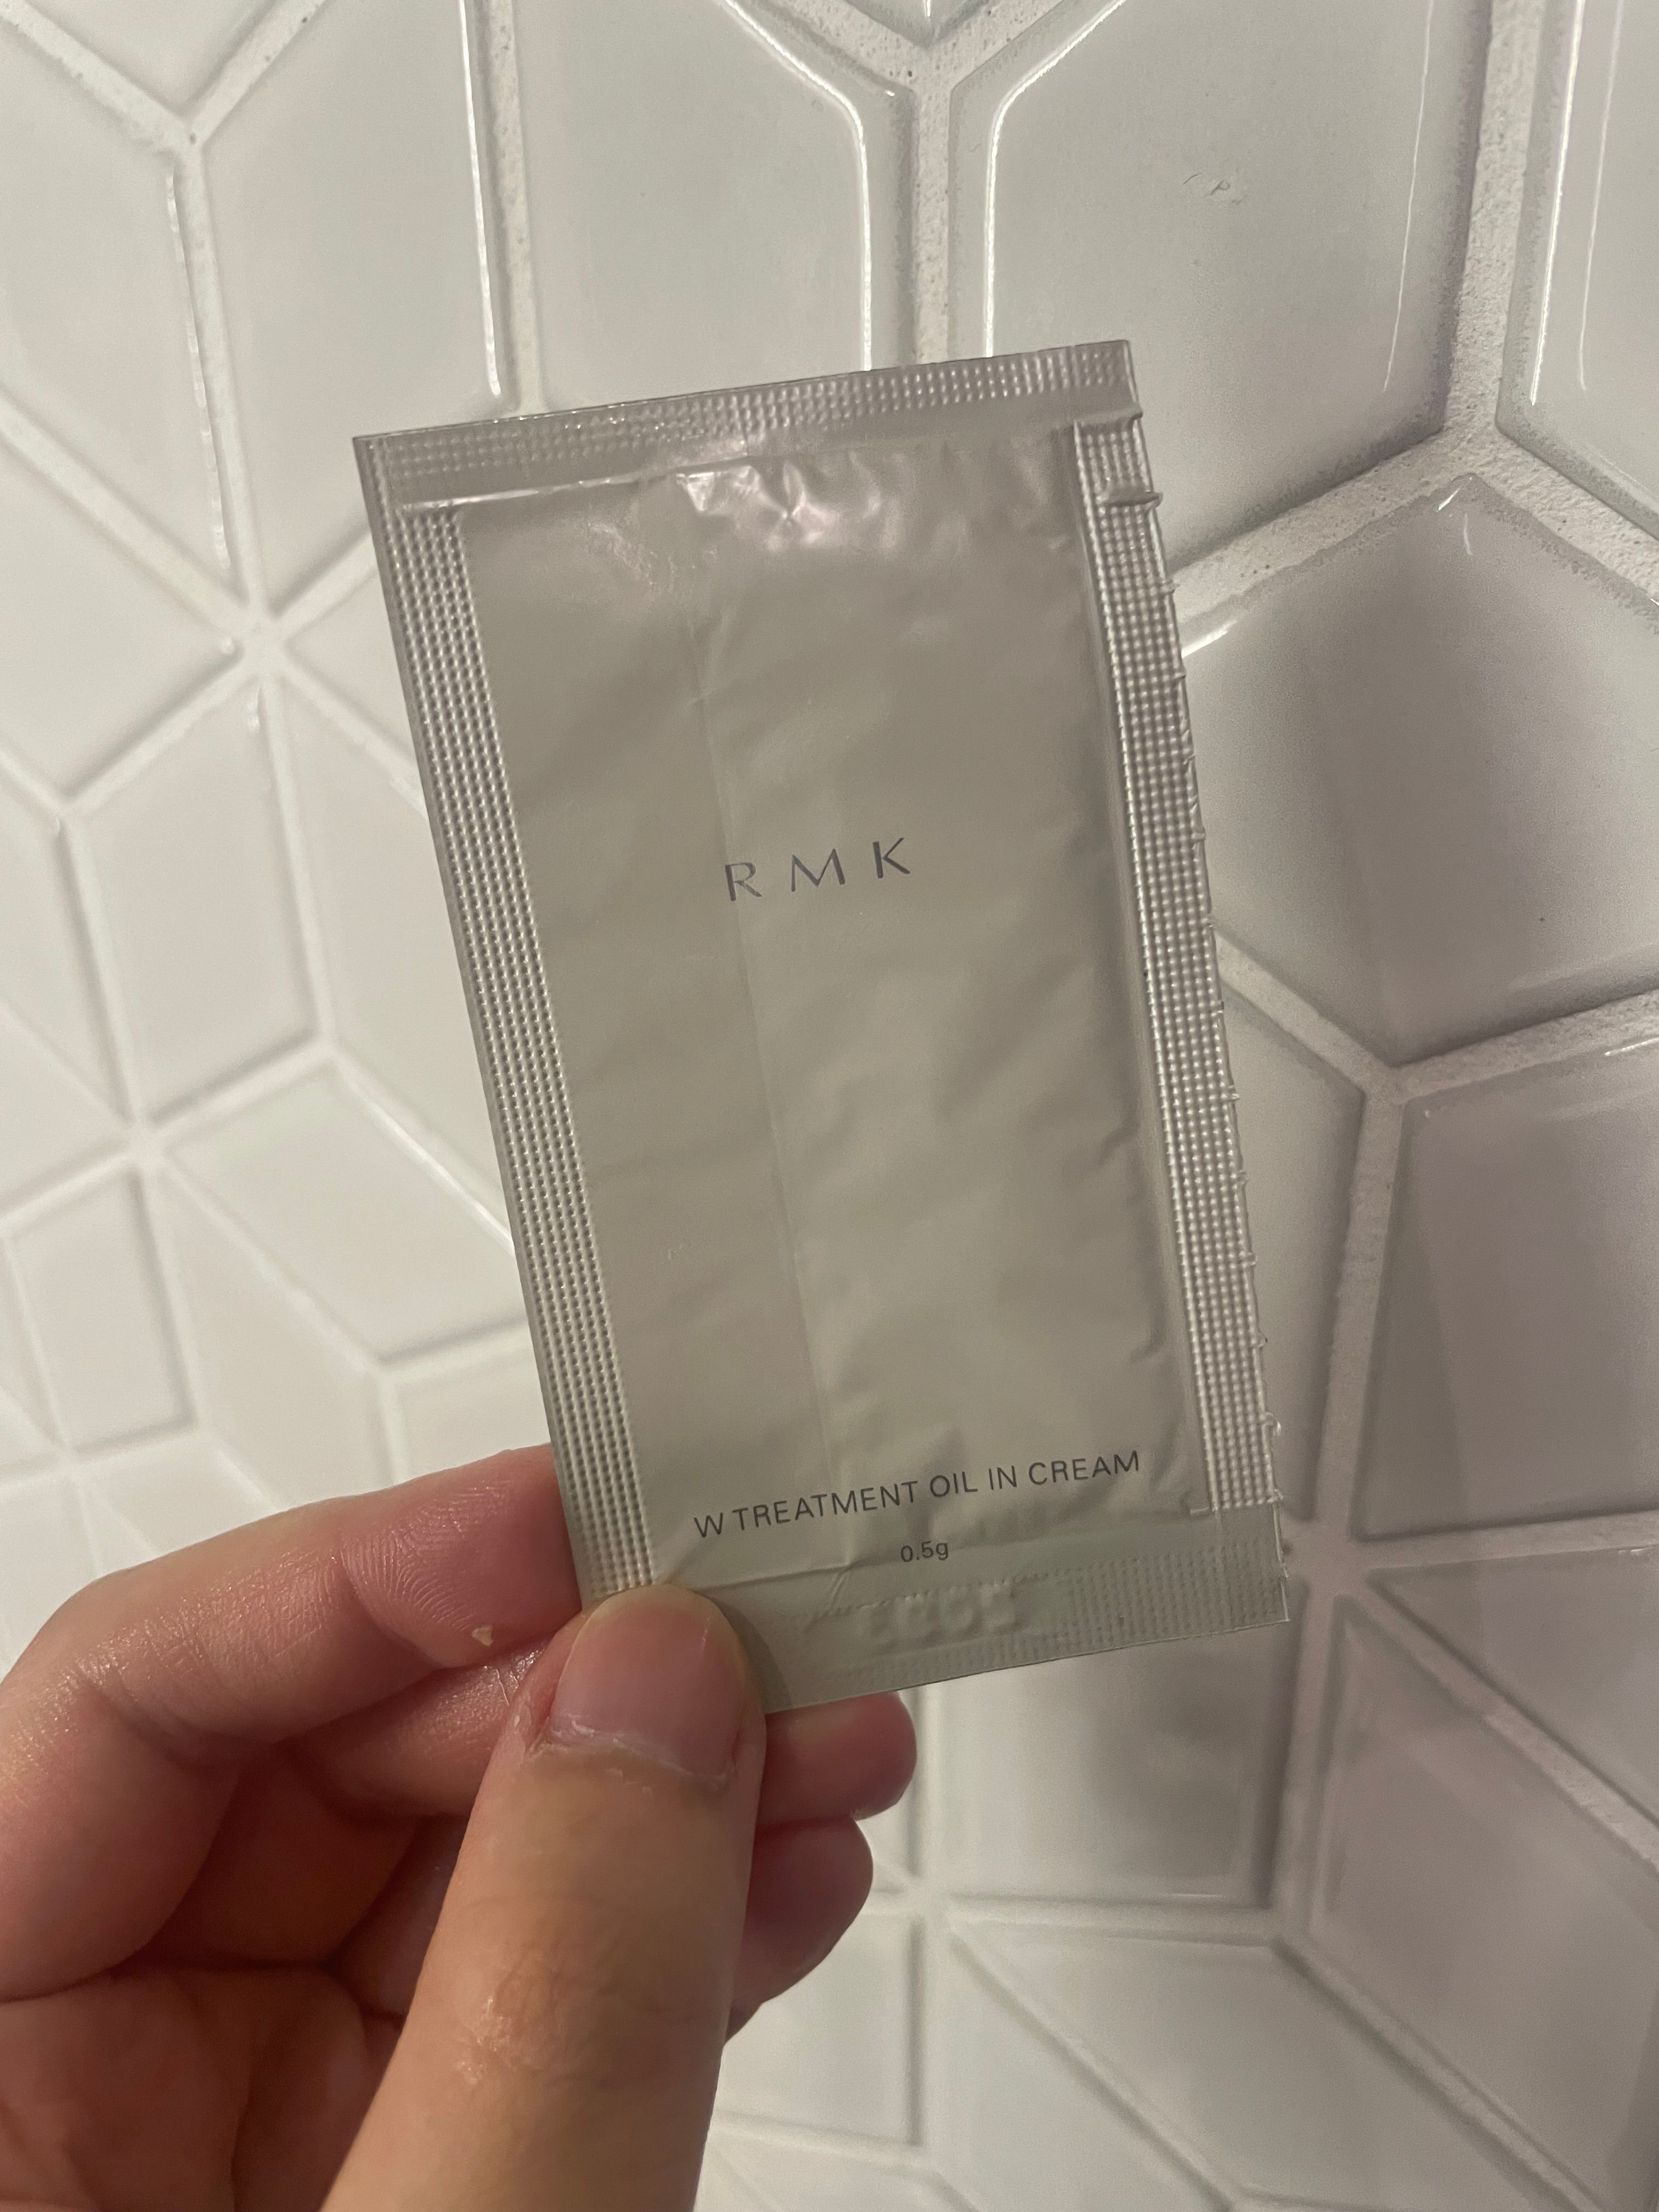 RMK
W TREATMENT OIL IN CREAM
0.5g